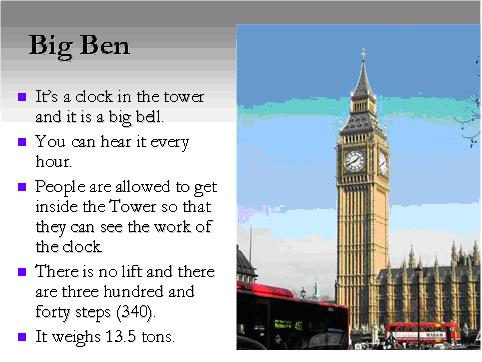 Big Ben
It's a clock in the tower
and it is a big bell.
You can hear it every
hour.
People are allowed to get
inside the Tower so that
they can see the work of
the clock
There is no lift and there
are three hundred and
forty steps (340).
It weighs 13.5 tons.